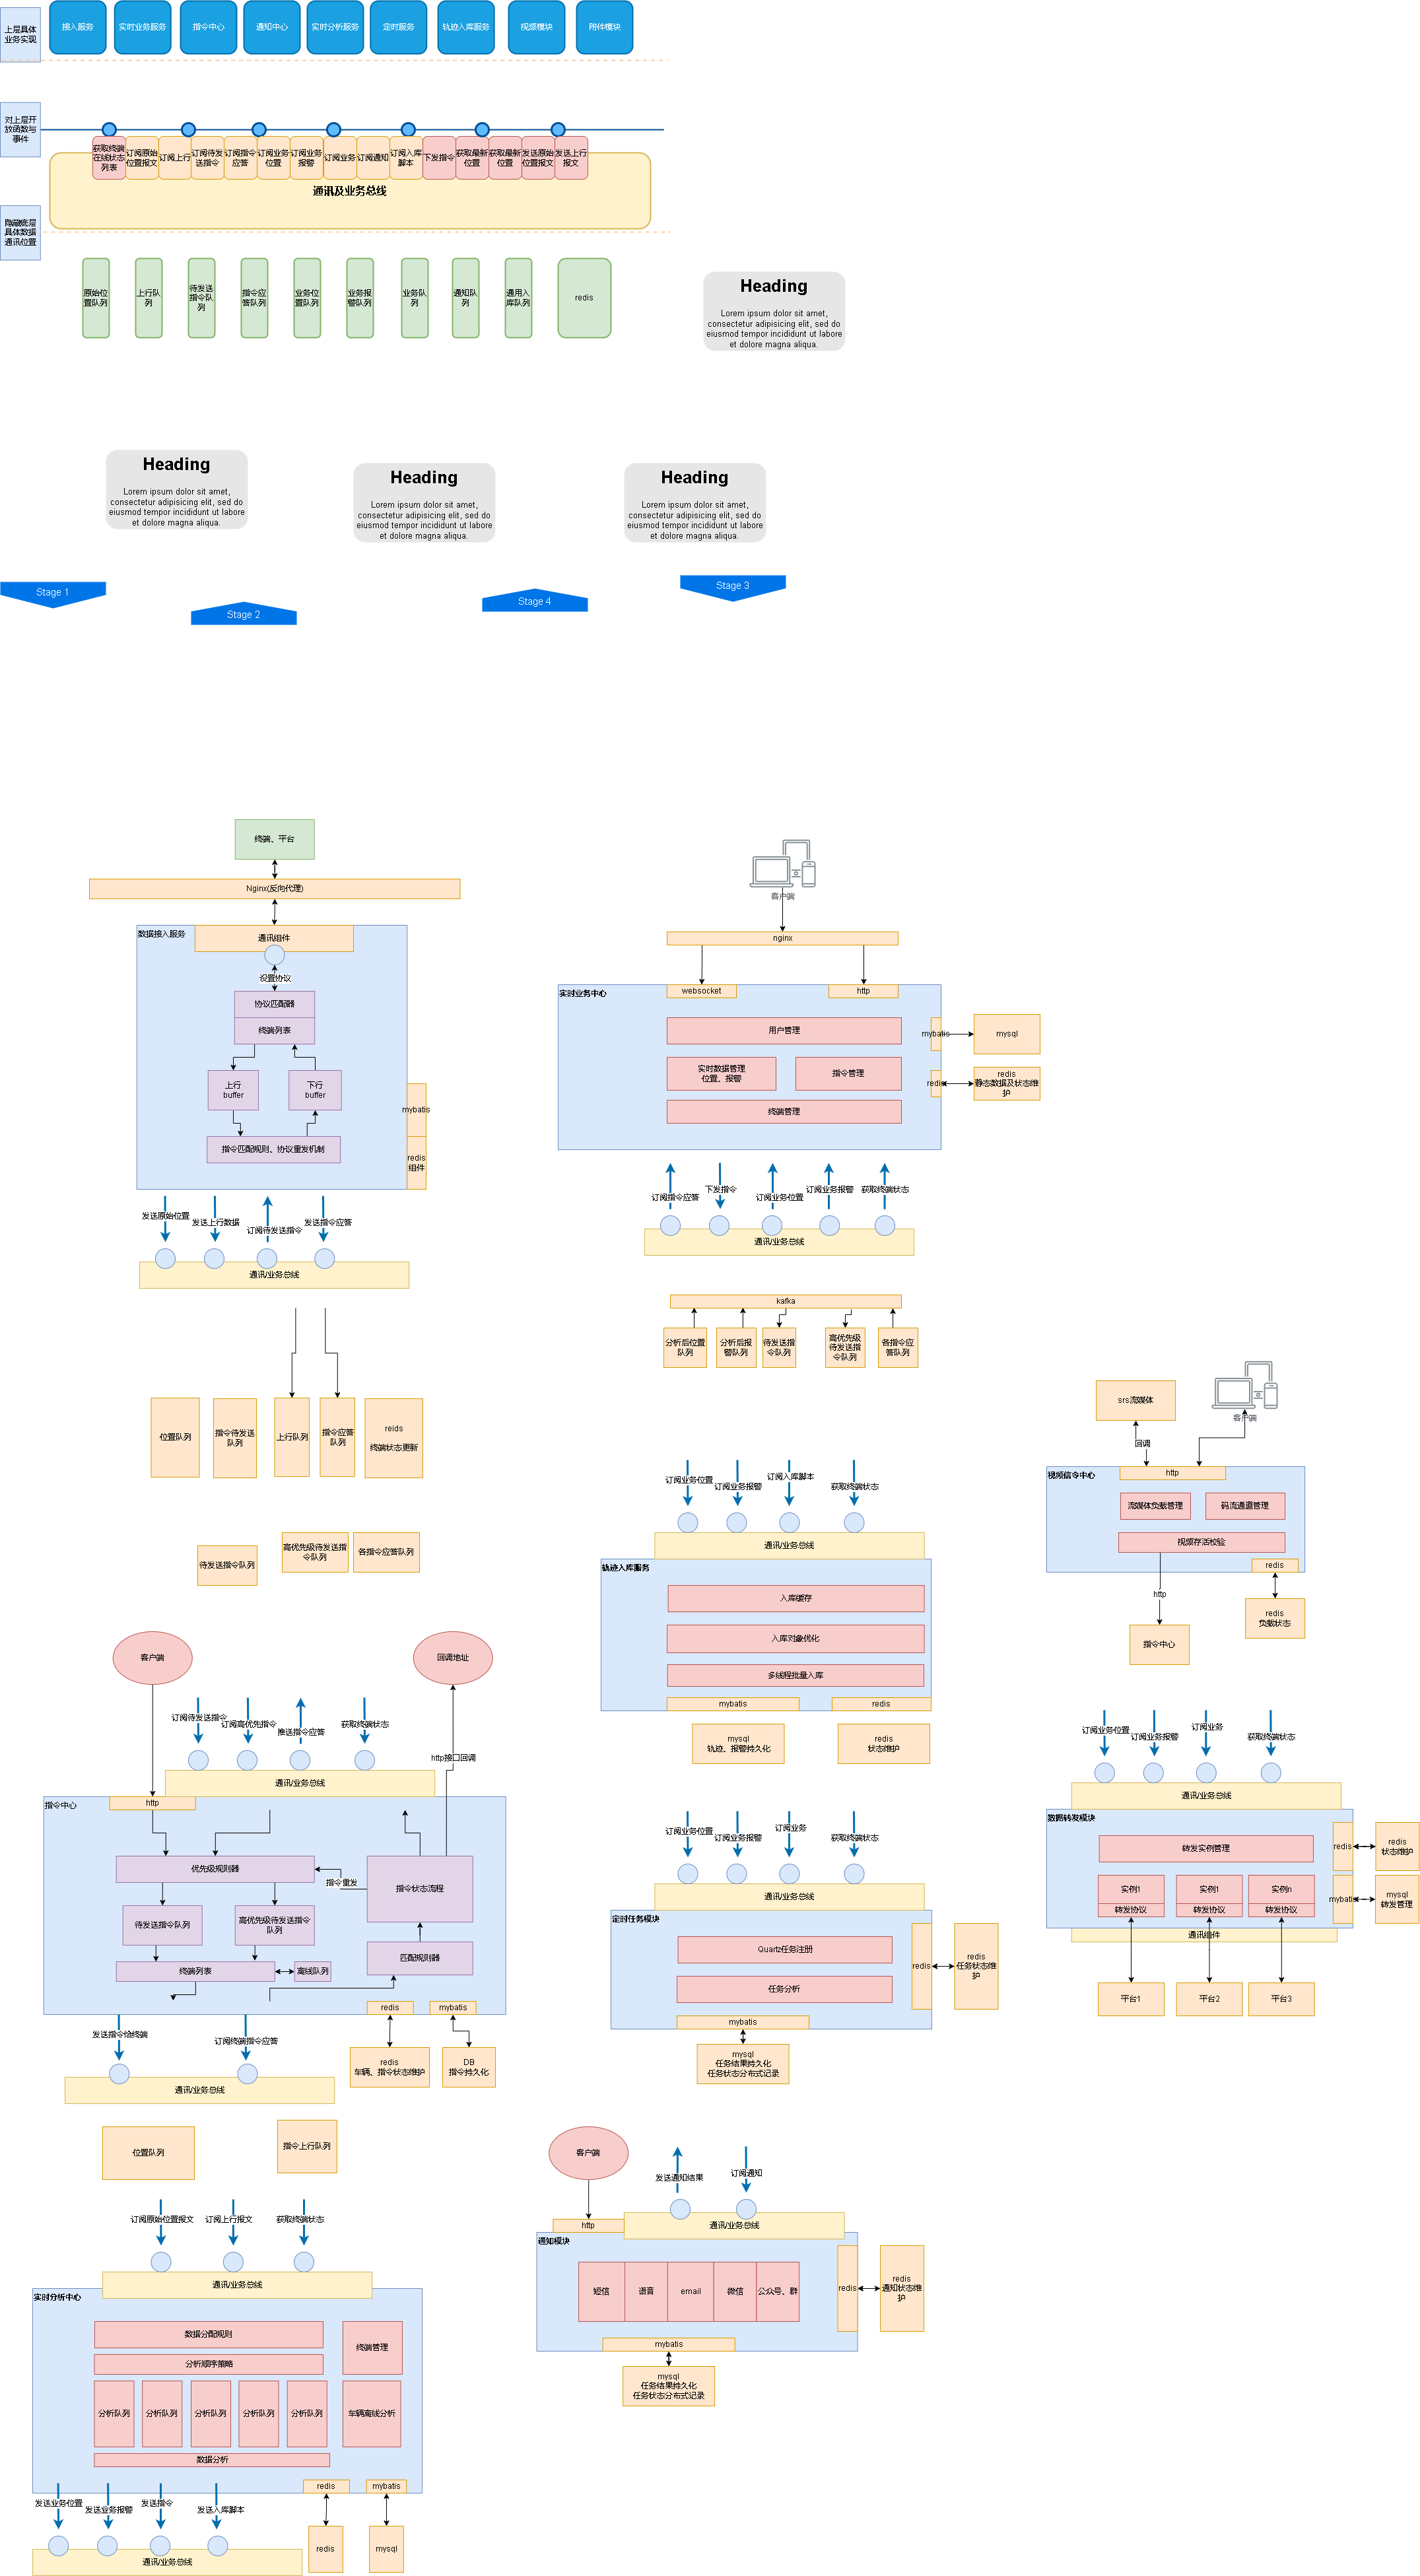 上层具体
业务实现
接入服务
实时业务服务
指令中心
通知中心
实时分析服务
定时服务
轨迹入库服务
视频模块
附件模块
对上层开
放函数与
事件
获取终端
在线状态
列表
订阅原始
位置报文
订阅上行
订阅待发
送指令
订阅指令
应答
订阅业务
位置
订阅业务
报警
订阅业务
订阅通知
订阅入库
脚本
下发指令
获取最新
位置
获取最新
位置
发送原始
位置报文
发送上行
报文
通讯及业务总线
隐藏底层
具体数据
通讯位置
原始位
置队列
上行队
列
待发送
指令队
列
指令应
答队列
业务位
置队列
业务报
警队列
业务队
列
通知队
列
通用入
库队列
redis
Heading
Lorem ipsum dolor sit amet,
consectetur adipisicing elit, sed do
eiusmod tempor incididunt ut labore
et dolore magna aliqua.
Heading
Lorem ipsum dolor sit amet,
consectetur adipisicing elit, sed do
eiusmod tempor incididunt ut labore
et dolore magna aliqua.
Heading
Lorem ipsum dolor sit amet,
consectetur adipisicing elit, sed do
eiusmod tempor incididunt ut labore
et dolore magna aliqua.
Heading
Lorem ipsum dolor sit amet,
consectetur adipisicing elit, sed do
eiusmod tempor incididunt ut labore
et dolore magna aliqua.
Stage 1
Stage 2
Stage 4
Stage 3
终端、平台
Nginx(反向代理)
数据接入服务
通讯组件
设置协议
协议匹配器
终端列表
上行
buffer
下行
buffer
指令匹配规则、协议重发机制
mybatis
redis
组件
发送原始位置
发送上行数据
订阅待发送指令
发送指令应答
通讯/业务总线
位置队列
指令待发送
队列
上行队列
指令应答
队列
reids
终端状态更新
待发送指令队列
高优先级待发送指
令队列
各指令应答队列
客户端
nginx
实时业务中心
websocket
http
用户管理
实时数据管理
位置、报警
指令管理
终端管理
mybatis
mysql
redis
redis
静态数据及状态维
护
订阅指令应答
下发指令
订阅业务位置
订阅业务报警
获取终端状态
通讯/业务总线
kafka
分析后位置
队列
分析后报
警队列
待发送指
令队列
高优先级
待发送指
令队列
各指令应
答队列
srs流媒体
客户端
回调
视频信令中心
http
流媒体负载管理
码流通道管理
视频存活校验
redis
http
指令中心
redis
负载状态
订阅业务位置
订阅业务报警
订阅入库脚本
获取终端状态
通讯/业务总线
轨迹入库服务
入库缓存
入库对象优化
多线程批量入库
mybatis
redis
mysql
轨迹、报警持久化
redis
状态维护
客户端
回调地址
订阅待发送指令
订阅高优先指令
推送指令应答
获取终端状态
http接口回调
通讯/业务总线
指令中心
http
优先级规则器
指令重发
指令状态流程
待发送指令队列
高优先级待发送指令
队列
匹配规则器
终端列表
离线队列
redis
mybatis
发送指令给终端
订阅终端指令应答
redis
车辆、指令状态维护
DB
指令持久化
通讯/业务总线
位置队列
指令上行队列
订阅业务位置
订阅业务报警
订阅业务
获取终端状态
通讯/业务总线
定时任务模块
Quartz任务注册
任务分析
mybatis
redis
redis
任务状态维
护
mysql
任务结果持久化
任务状态分布式记录
订阅业务位置
订阅业务报警
订阅业务
获取终端状态
通讯/业务总线
数据转发模块
转发实例管理
实例1
转发协议
实例1
转发协议
实例n
转发协议
通讯组件
redis
redis
状态维护
mybatis
mysql
转发管理
平台1
平台2
平台3
客户端
发送通知结果
订阅通知
http
通讯/业务总线
通知模块
短信
语音
email
微信
公众号、群
redis
redis
通知状态维
护
mybatis
mysql
任务结果持久化
任务状态分布式记录
订阅原始位置报文
订阅上行报文
获取终端状态
通讯/业务总线
实时分析中心
数据分配规则
终端管理
分析顺序策略
分析队列
分析队列
分析队列
分析队列
分析队列
车辆离线分析
数据分析
redis
mybatis
发送业务位置
发送业务报警
发送指令
发送入库脚本
redis
mysql
通讯/业务总线